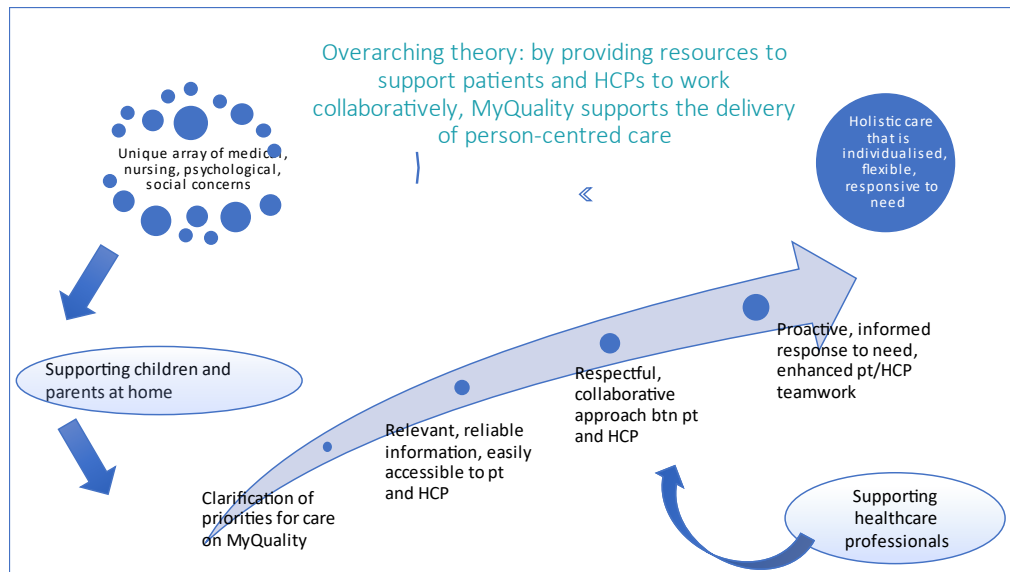 Overarching theory: by providing resources to
support patients and HCPs to work
collaboratively, MyQuality supports the delivery
of person-centred care
Unique array of medical,
nursing, psychological,
social concerns
Holistic care
that is
individualised,
flexible,
responsive to
need
Supporting children and
parents at home
Clarification of
priorities for care
on MyQuality
Relevant, reliable
information, easily
accessible to pt
and HCP
Respectful,
collaborative
approach btn pt
and HCP
Proactive, informed
response to need,
enhanced pt/HCP
teamwork
Supporting
healthcare
professionals